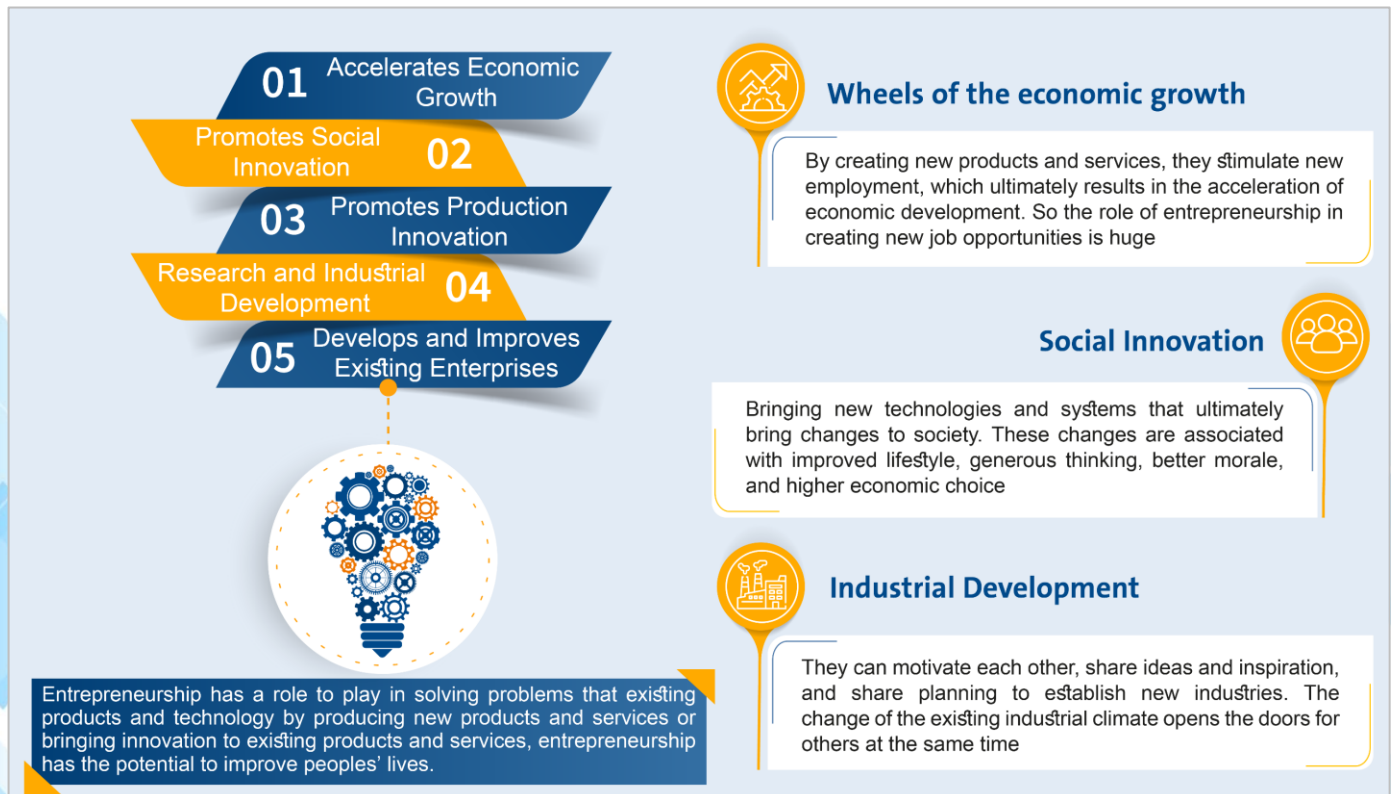 01
Accelerates Economic
Growth
Promotes Social
Innovation
02
03
Promotes Production
Innovation
Research and Industrial
Development
04
05
Develops and Improves
Existing Enterprises
Entrepreneurship has a role to play in solving problems that existing
products and technology by producing new products and services or
bringing innovation to existing products and services, entrepreneurship
has the potential to improve peoples' lives.
Wheels of the economic growth
By creating new products and services, they stimulate new
employment, which ultimately results in the acceleration of
economic development. So the role of entrepreneurship in
creating new job opportunities is huge
Social Innovation
Bringing new technologies and systems that ultimately
bring changes to society. These changes are associated
with improved lifestyle, generous thinking, better morale,
and higher economic choice
Industrial Development
They can motivate each other, share ideas and inspiration,
and share planning to establish new industries. The
change of the existing industrial climate opens the doors for
others at the same time